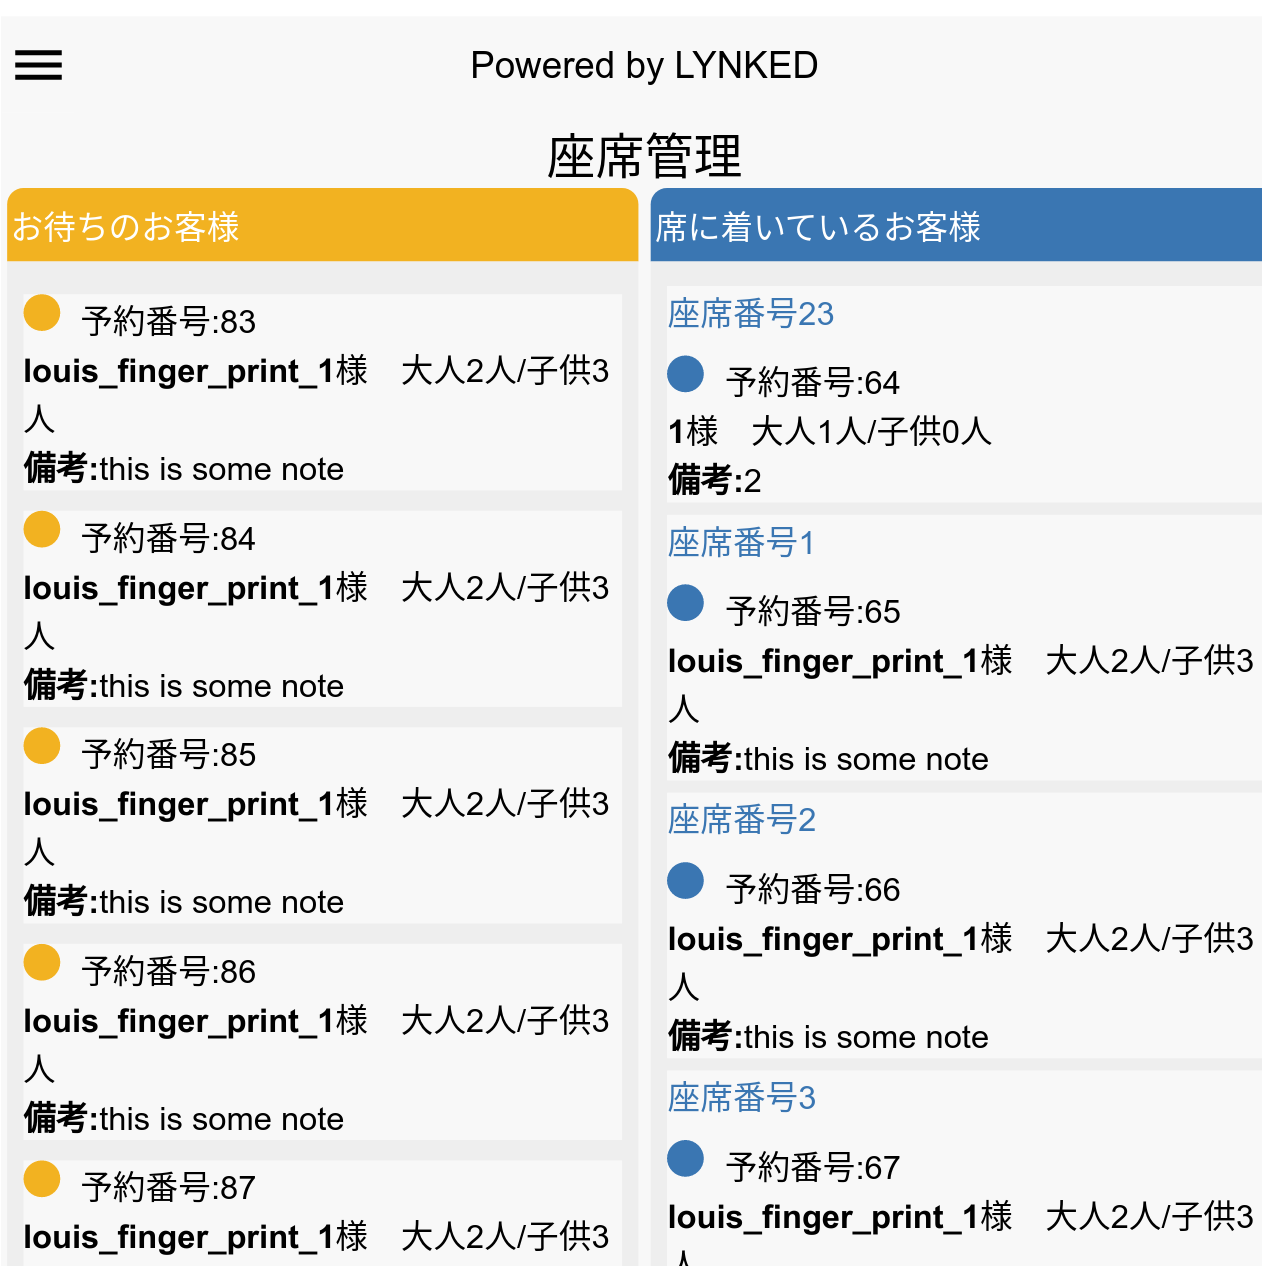 Powered by LYNKED
座席管理
お待ちのお客様
予約番号:83
louis_finger_print_1様　大人2人/子供3
人
備考:this is some note
予約番号:84
louis_finger_print_1様　大人2人/子供3
人
備考:this is some note
予約番号:85
louis_finger_print_1様　大人2人/子供3
人
備考:this is some note
予約番号:86
louis_finger_print_1様　大人2人/子供3
人
備考:this is some note
予約番号:87
louis_finger_print_1様　大人2人/子供3
席に着いているお客様
座席番号23
予約番号:64
1様　大人1人/子供0人
備考:2
座席番号1
予約番号:65
louis_finger_print_1様　大人2人/子供3
人
備考:this is some note
座席番号2
予約番号:66
louis_finger_print_1様　大人2人/子供3
人
備考:this is some note
座席番号3
予約番号:67
louis_finger_print_1様　大人2人/子供3
人